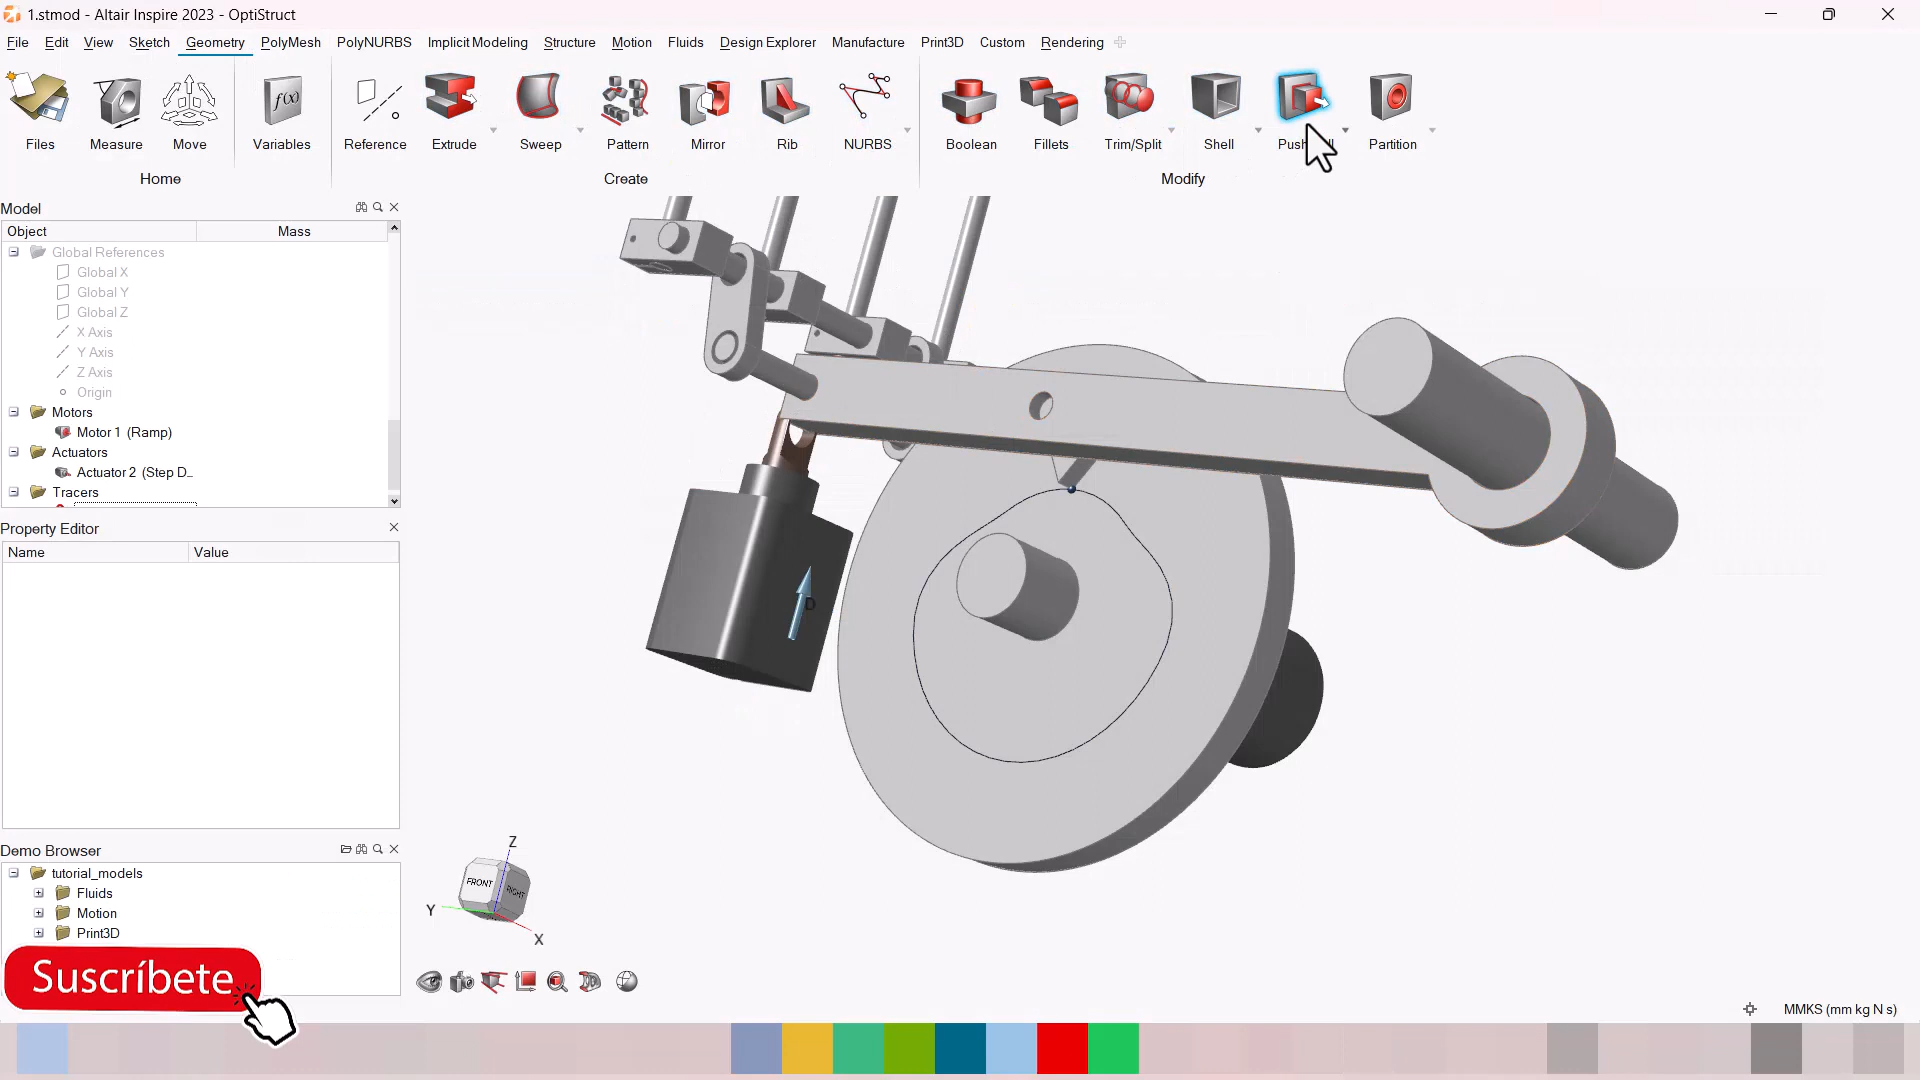 1.stmod - Altair Inspire 2023 - OptiStruct
File Edit View Sketch Geometry PolyMesh PolyNURBS Implicit Modeling Structure Motion Fluids Design Explorer Manufacture Print3D Custom Rendering
f(x)
Files Measure Move Variables Reference Extrude Sweep Pattern Mirror Rib NURBS Boolean Fillets Trim/Split Shell Partition
Home Create Modify
Model
Object Mass
Global References
Global X
Global Y
Global Z
X Axis
Y Axis
Z Axis
Origin
Motors
Motor 1 (Ramp)
Actuators
Actuator 2 (Step D...
Tracers
Property Editor
Name Value
Demo Browser
tutorial_models
Fluids
Motion
Print3D
Suscríbete
Z
FRONT RIGHT
Y
X
MMKS (mm kg N s)